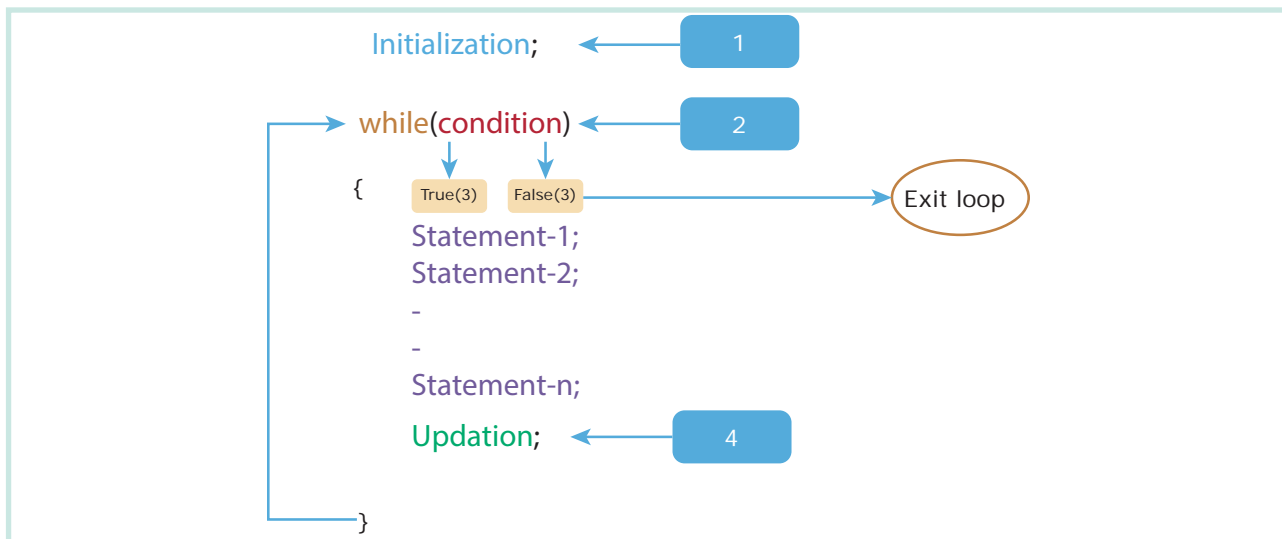 Initialization; 1
while(condition) 2
{ True(3) False(3) Exit loop
Statement-1;
Statement-2;
-
-
Statement-n;
Updation; 4
}